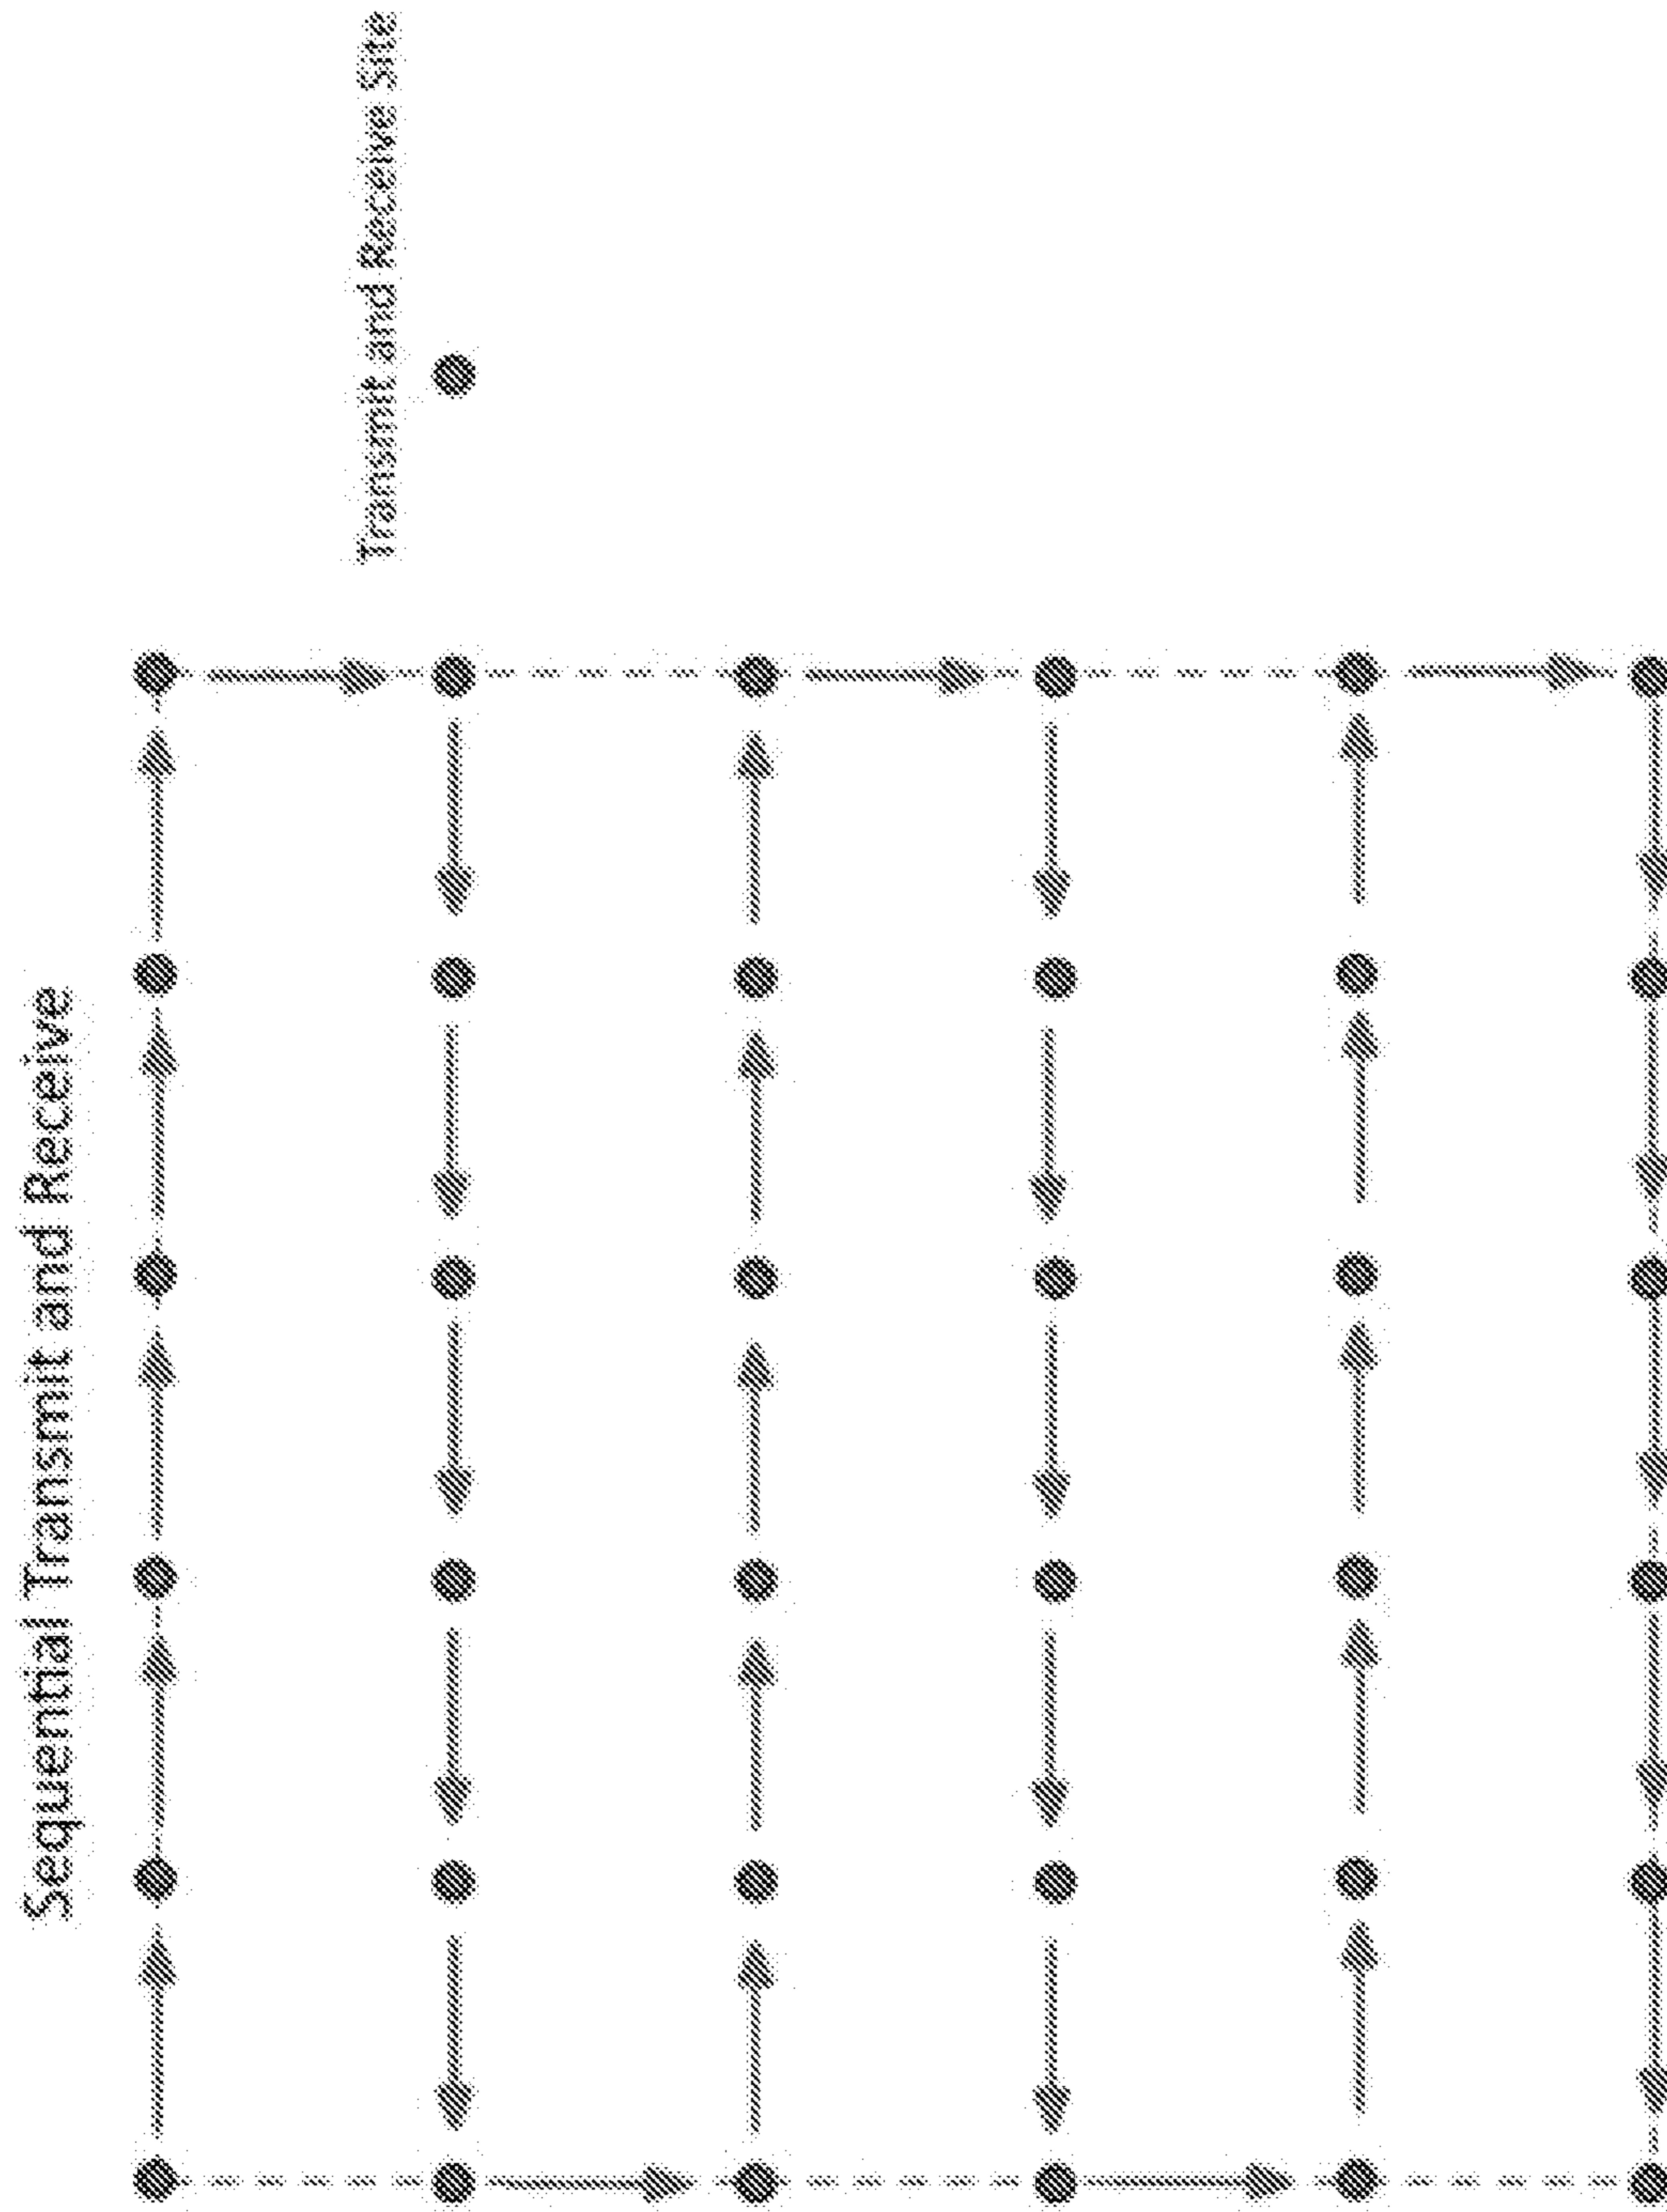 Sequential Transmit and Receive
Transmit and Receive Site